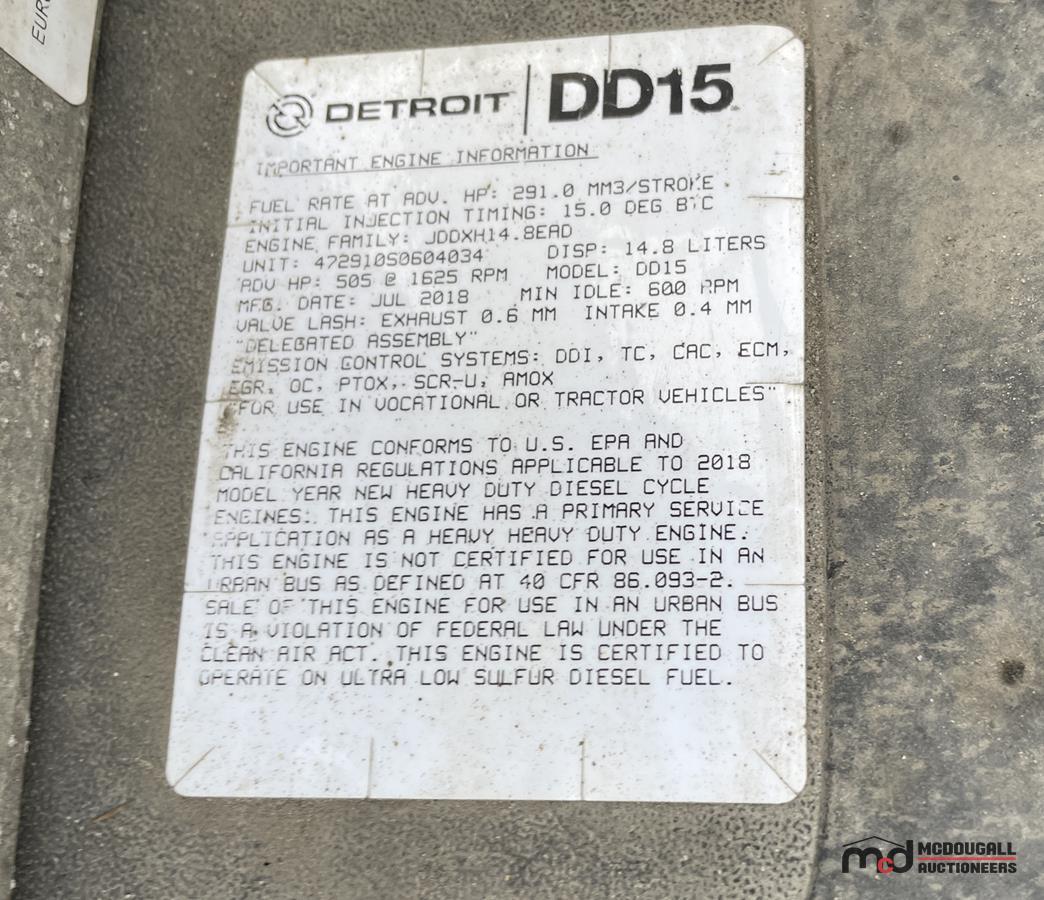 EURO
DETROIT | DD15
IMPORTANT ENGINE INFORMATION
FUEL RATE AT ADV. HP: 291.0 MM3/STROKE
INITIAL INJECTION TIMING: 15.0 DEG BTC
ENGINE FAMILY: JDDXH14.8EAD
UNIT: 472910S0604034 DISP: 14.8 LITERS
ADV HP: 505 @ 1625 RPM MODEL: DD15
MFG. DATE: JUL 2018 MIN IDLE: 600 RPM
VALVE LASH: EXHAUST 0.6 MM INTAKE 0.4 MM
"DELEGATED ASSEMBLY"
EMISSION CONTROL SYSTEMS: DDI, TC, CAC, ECM,
EGR, OC, PTOX, SCR-U, AMOX
"FOR USE IN VOCATIONAL OR TRACTOR VEHICLES"
THIS ENGINE CONFORMS TO U.S. EPA AND
CALIFORNIA REGULATIONS APPLICABLE TO 2018
MODEL YEAR NEW HEAVY DUTY DIESEL CYCLE
ENGINES. THIS ENGINE HAS A PRIMARY SERVICE
APPLICATION AS A HEAVY HEAVY DUTY ENGINE.
THIS ENGINE IS NOT CERTIFIED FOR USE IN AN
URBAN BUS AS DEFINED AT 40 CFR 86.093-2.
SALE OF THIS ENGINE FOR USE IN AN URBAN BUS
IS A VIOLATION OF FEDERAL LAW UNDER THE
CLEAN AIR ACT. THIS ENGINE IS CERTIFIED TO
OPERATE ON ULTRA LOW SULFUR DIESEL FUEL.
mcd MCDOUGALL
AUCTIONEERS